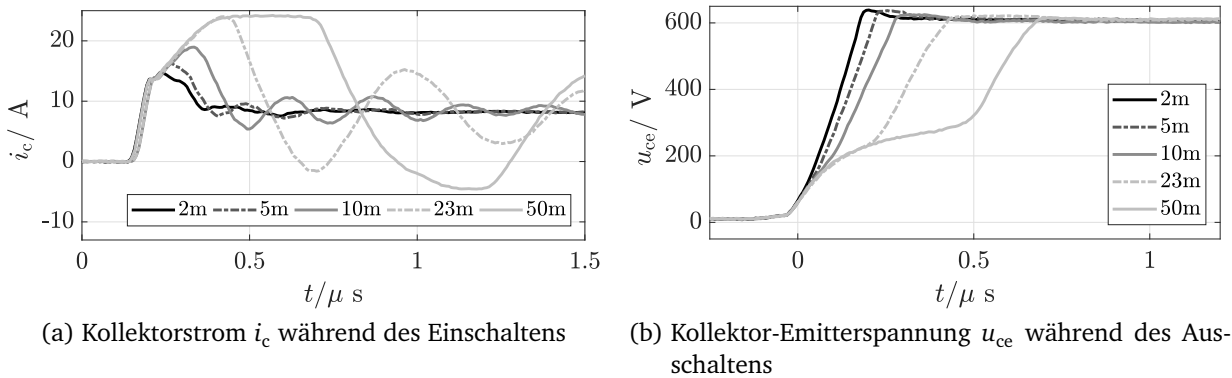 20
10
0
-10
i_c/ A
2m 5m 10m 23m 50m
0 0.5 1 1.5
t/μ s
(a) Kollektorstrom i_c während des Einschaltens
600
400
200
0
u_ce/ V
2m
5m
10m
23m
50m
0 0.5 1
t/μ s
(b) Kollektor-Emitterspannung u_ce während des Aus-
schaltens